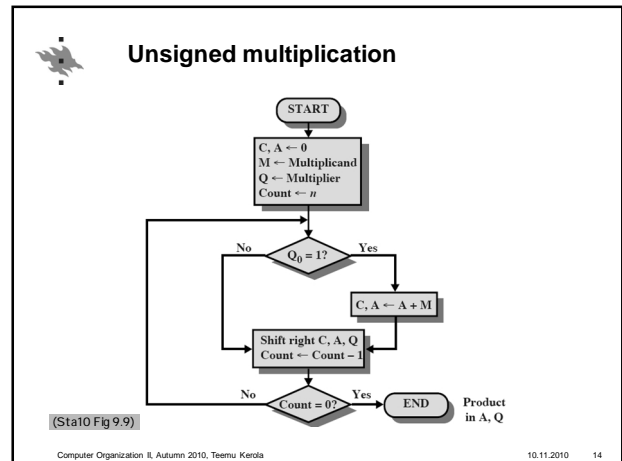 Unsigned multiplication
START
C, A ← 0
M ← Multiplicand
Q ← Multiplier
Count ← n
No
Q₀ = 1?
Yes
C, A ← A + M
Shift right C, A, Q
Count ← Count – 1
No
Count = 0?
Yes
END
Product
in A, Q
(Sta10 Fig 9.9)
Computer Organization II, Autumn 2010, Teemu Kerola
10.11.2010
14